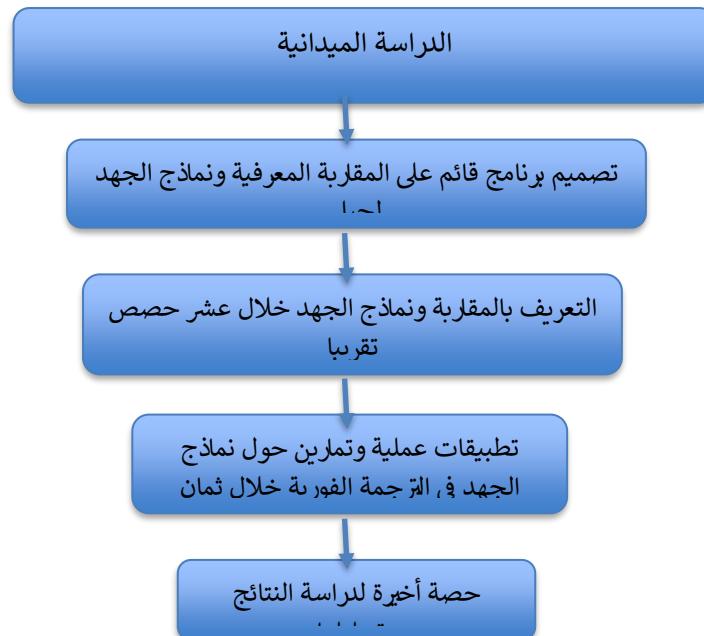 الدراسة الميدانية
تصميم برنامج قائم على المقاربة المعرفية ونماذج الجهد
التعريف بالمقاربة ونماذج الجهد خلال عشر حصص
تقريبا
تطبيقات عملية وتمارين حول نماذج
الجهد في الترجمة الفورية خلال ثمان
حصة أخيرة لدراسة النتائج